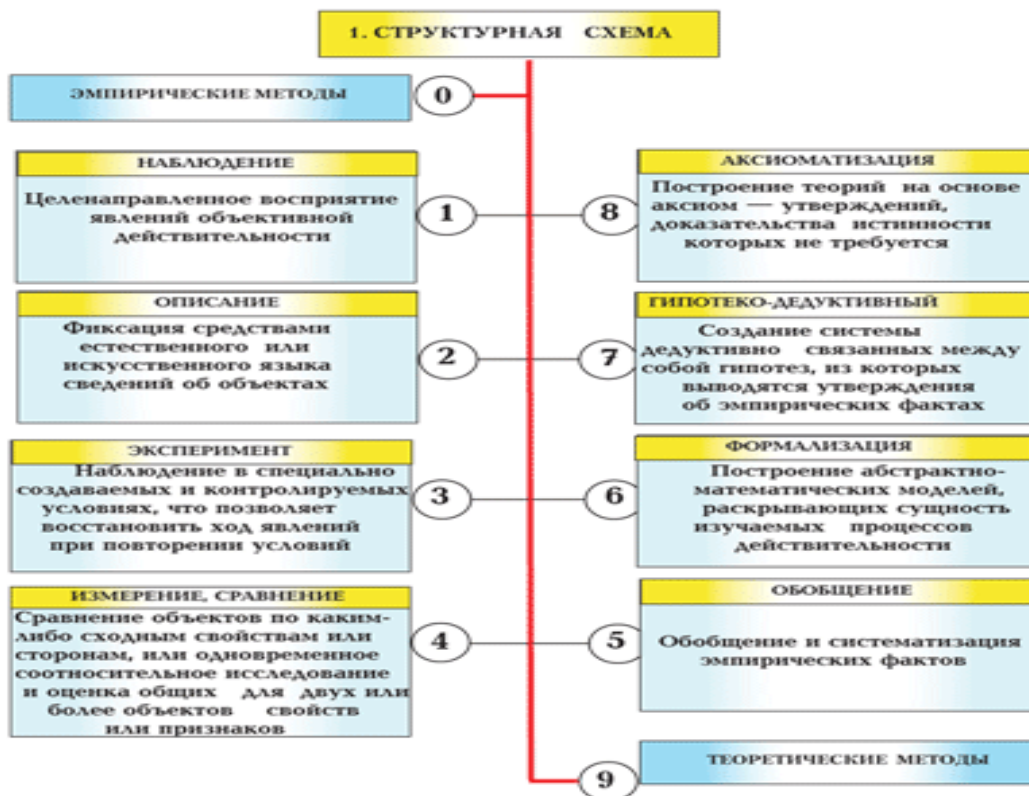 1. СТРУКТУРНАЯ СХЕМА
ЭМПИРИЧЕСКИЕ МЕТОДЫ
0
НАБЛЮДЕНИЕ
Целенаправленное восприятие
явлений объективной
действительности
1
ОПИСАНИЕ
Фиксация средствами
естественного или
искусственного языка
сведений об объектах
2
ЭКСПЕРИМЕНТ
Наблюдение в специально
создаваемых и контролируемых
условиях, что позволяет
восстановить ход явлений
при повторении условий
3
ИЗМЕРЕНИЕ, СРАВНЕНИЕ
Сравнение объектов по каким-
либо сходным свойствам или
сторонам, или одновременное
соотносительное исследование
и оценка общих для двух или
более объектов свойств
или признаков
4
8
АКСИОМАТИЗАЦИЯ
Построение теорий на основе
аксиом — утверждений,
доказательства истинности
которых не требуется
7
ГИПОТЕКО-ДЕДУКТИВНЫЙ
Создание системы
дедуктивно связанных между
собой гипотез, из которых
выводятся утверждения
об эмпирических фактах
6
ФОРМАЛИЗАЦИЯ
Построение абстрактно-
математических моделей,
раскрывающих сущность
изучаемых процессов
действительности
5
ОБОБЩЕНИЕ
Обобщение и систематизация
эмпирических фактов
9
ТЕОРЕТИЧЕСКИЕ МЕТОДЫ